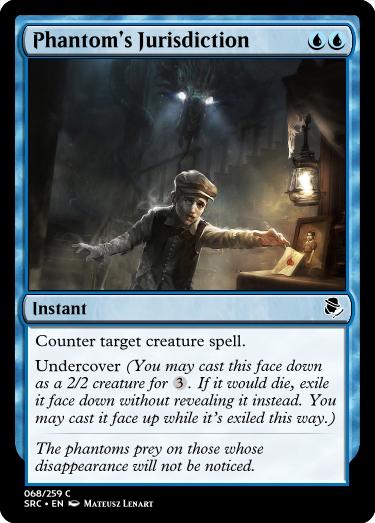 Phantom's Jurisdiction
Instant
Counter target creature spell.
Undercover (You may cast this face down
as a 2/2 creature for 3. If it would die, exile
it face down without revealing it instead. You
may cast it face up while it's exiled this way.)
The phantoms prey on those whose
disappearance will not be noticed.
068/259 C
SRC • EN Mateusz Lenart